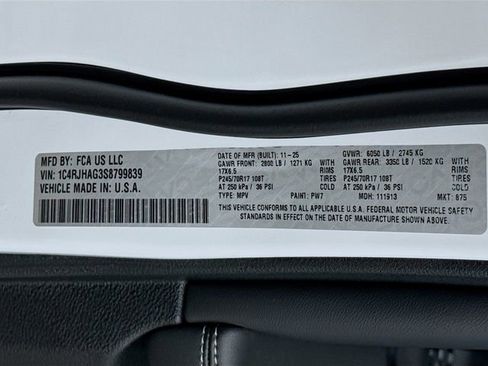 MFD BY: FCA US LLC
VIN: 1C4RJHAG3S8799839
VEHICLE MADE IN U.S.A.
DATE OF MFR (BUILT): 11-25 GVWR: 6050 LB / 2745 KG
GAWR FRONT: 2800 LB / 1271 KG GAWR REAR: 3350 LB / 1520 KG
17X6.5 RIMS 17X6.5 RIMS
P245/70R17 108T TIRES P245/70R17 108T TIRES
AT 250 kPa / 36 PSI COLD AT 250 kPa / 36 PSI COLD
TYPE: MPV PAINT: PW7 MDH: 111913 MKT: 875
THIS VEHICLE CONFORMS TO ALL APPLICABLE U.S.A. FEDERAL MOTOR VEHICLE SAFETY
STANDARDS IN EFFECT ON THE DATE OF MANUFACTURE SHOWN ABOVE.